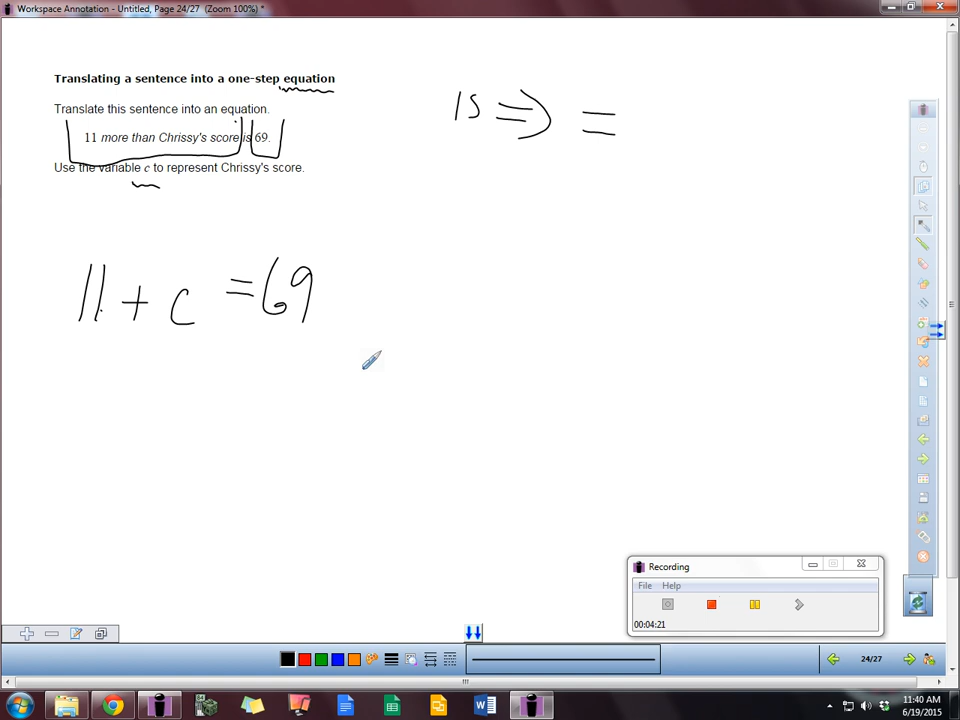 Workspace Annotation - Untitled, Page 24/27 (Zoom 100%) *
Translating a sentence into a one-step equation
Translate this sentence into an equation.
11 more than Chrissy's score is 69.
Use the variable c to represent Chrissy's score.
is ⇒ =
11 + c = 69
Recording
File Help
00:04:21
24/27
11:40 AM
6/19/2015